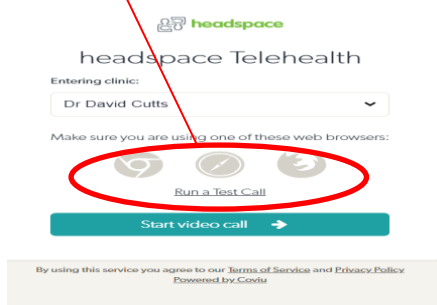 headspace
headspace Telehealth
Entering clinic:
Dr David Cutts
Make sure you are using one of these web browsers:
Run a Test Call
Start video call →
By using this service you agree to our Terms of Service and Privacy Policy
Powered by Coviu